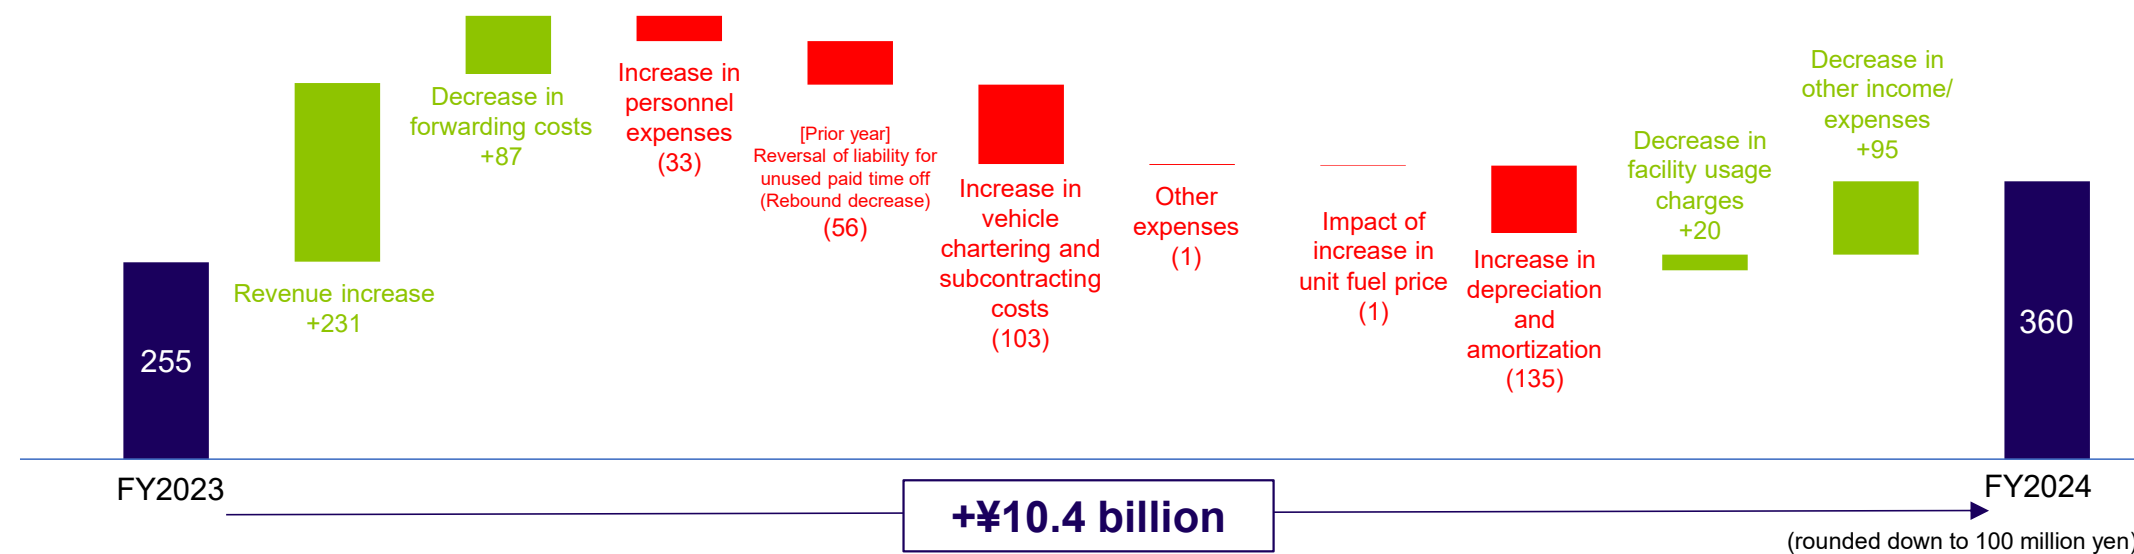 255
FY2023
Revenue increase
+231
Decrease in
forwarding costs
+87
Increase in
personnel
expenses
(33)
[Prior year]
Reversal of liability for
unused paid time off
(Rebound decrease)
(56)
Increase in
vehicle
chartering and
subcontracting
costs
(103)
Other
expenses
(1)
Impact of
increase in
unit fuel price
(1)
Increase in
depreciation
and
amortization
(135)
Decrease in
facility usage
charges
+20
Decrease in
other income/
expenses
+95
360
FY2024
+¥10.4 billion
(rounded down to 100 million yen)